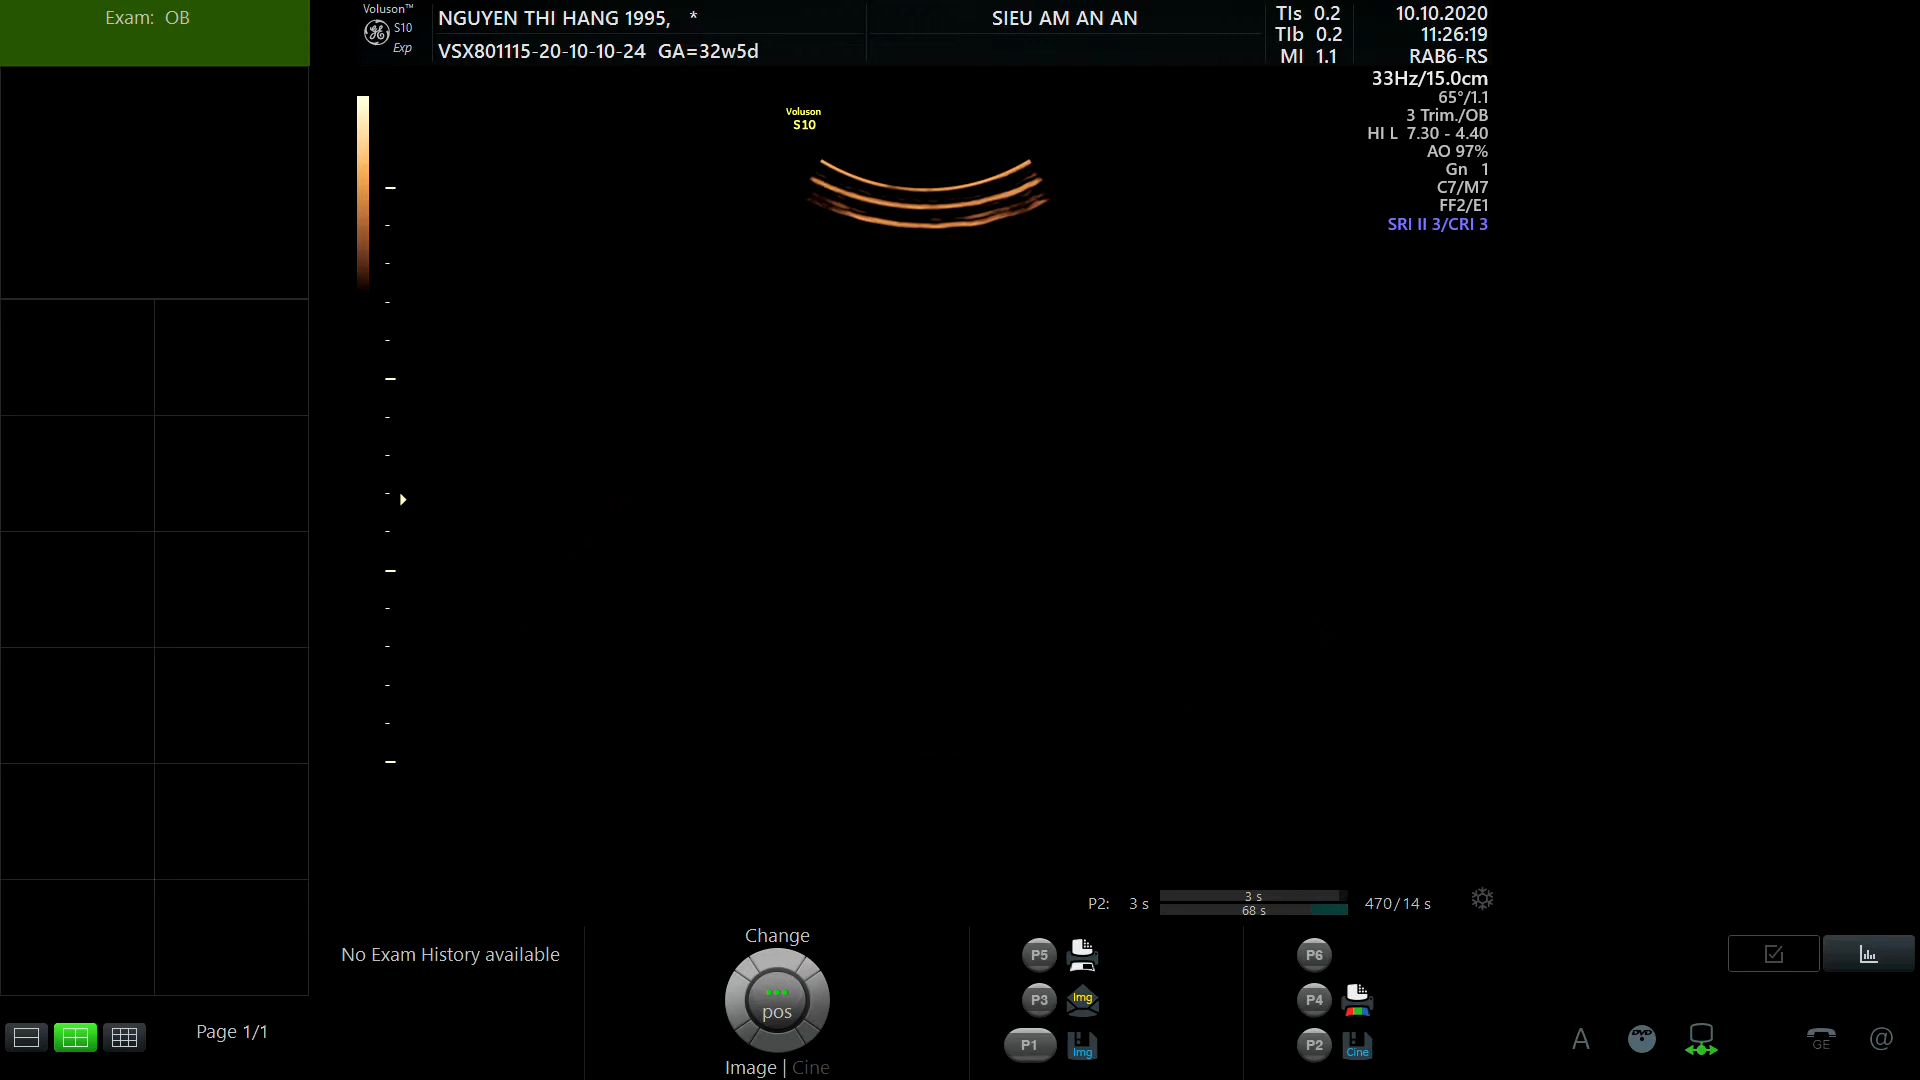 Exam: OB
Voluson™
S10
Exp
NGUYEN THI HANG 1995, *
VSX801115-20-10-10-24 GA=32w5d
SIEU AM AN AN
TIs 0.2
TIb 0.2
MI 1.1
10.10.2020
11:26:19
RAB6-RS
33Hz/15.0cm
65°/1.1
3 Trim./OB
HI L 7.30 - 4.40
AO 97%
Gn 1
C7/M7
FF2/E1
SRI II 3/CRI 3
Voluson
S10
P2: 3 s
3 s
68 s
470/14 s
No Exam History available
Change
pos
Image | Cine
P5
P3 Img
P1 Img
P6
P4
P2 Cine
Page 1/1
A
DVD
GE
@